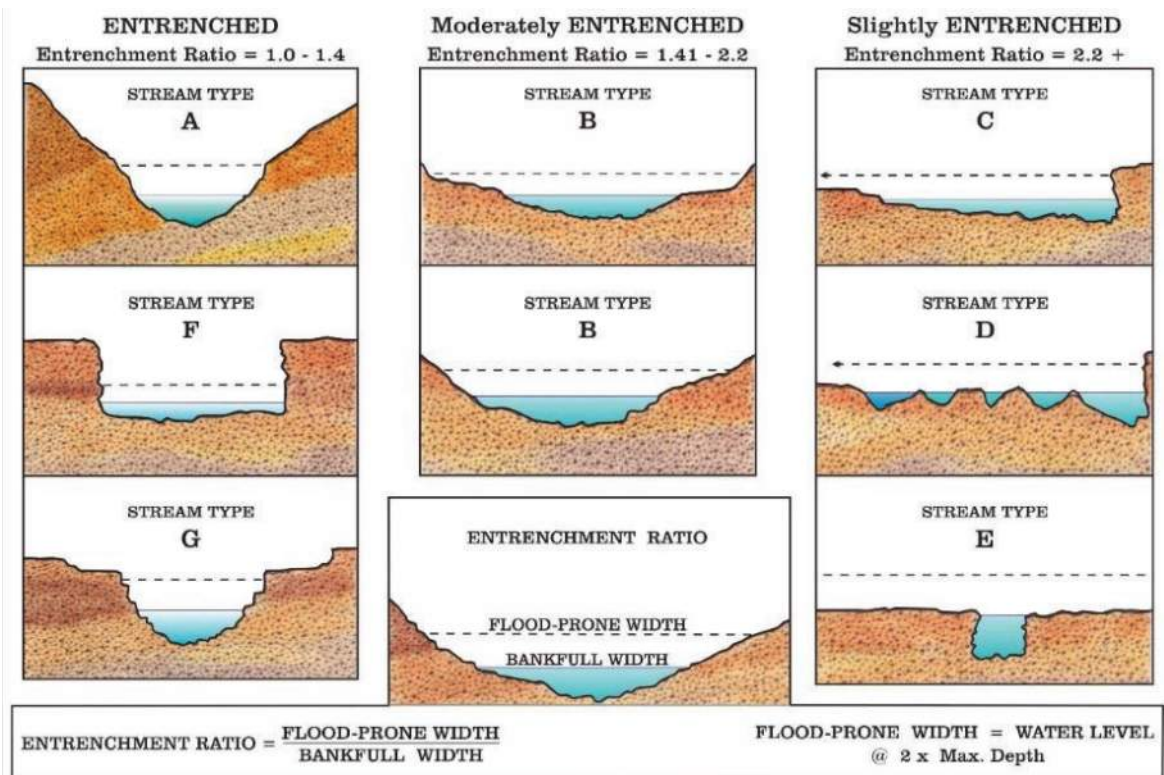 ENTRENCHED
Entrenchment Ratio = 1.0 - 1.4
STREAM TYPE
A
STREAM TYPE
F
STREAM TYPE
G
Moderately ENTRENCHED
Entrenchment Ratio = 1.41 - 2.2
STREAM TYPE
B
STREAM TYPE
B
ENTRENCHMENT RATIO
FLOOD-PRONE WIDTH
BANKFULL WIDTH
Slightly ENTRENCHED
Entrenchment Ratio = 2.2 +
STREAM TYPE
C
STREAM TYPE
D
STREAM TYPE
E
ENTRENCHMENT RATIO = FLOOD-PRONE WIDTH
BANKFULL WIDTH
FLOOD-PRONE WIDTH = WATER LEVEL
@ 2 x Max. Depth